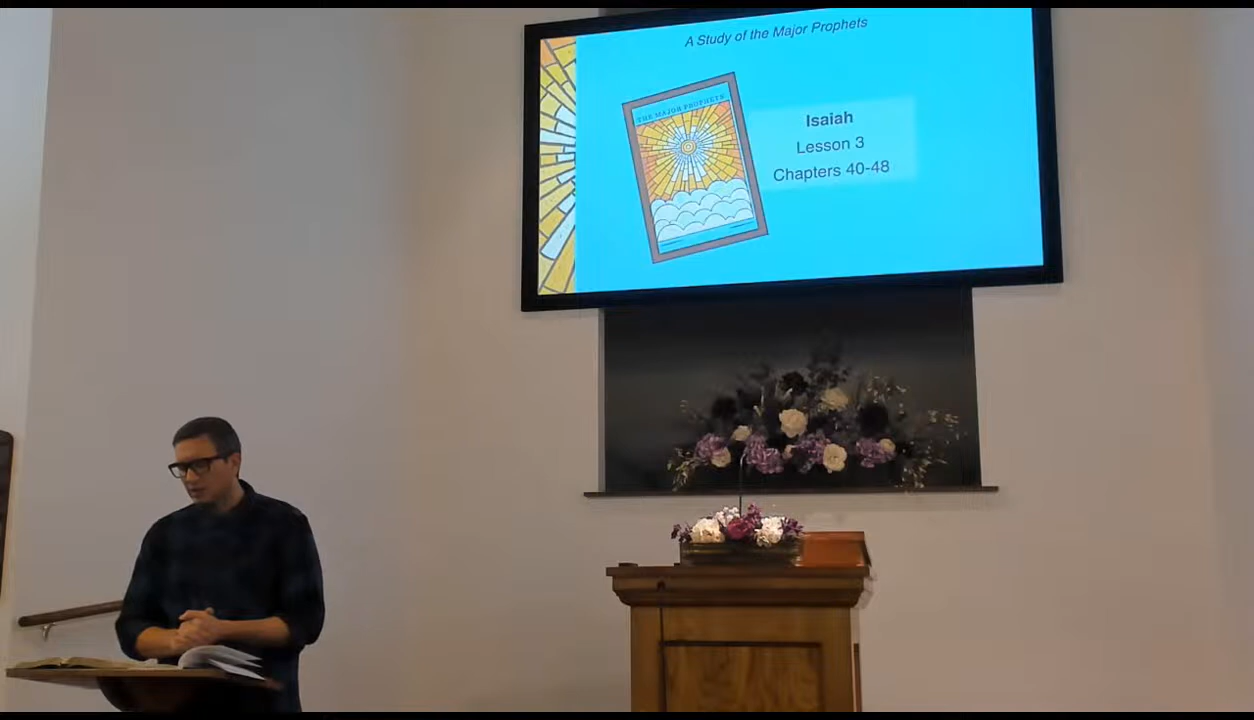 A Study of the Major Prophets
THE MAJOR PROPHETS
Isaiah
Lesson 3
Chapters 40-48